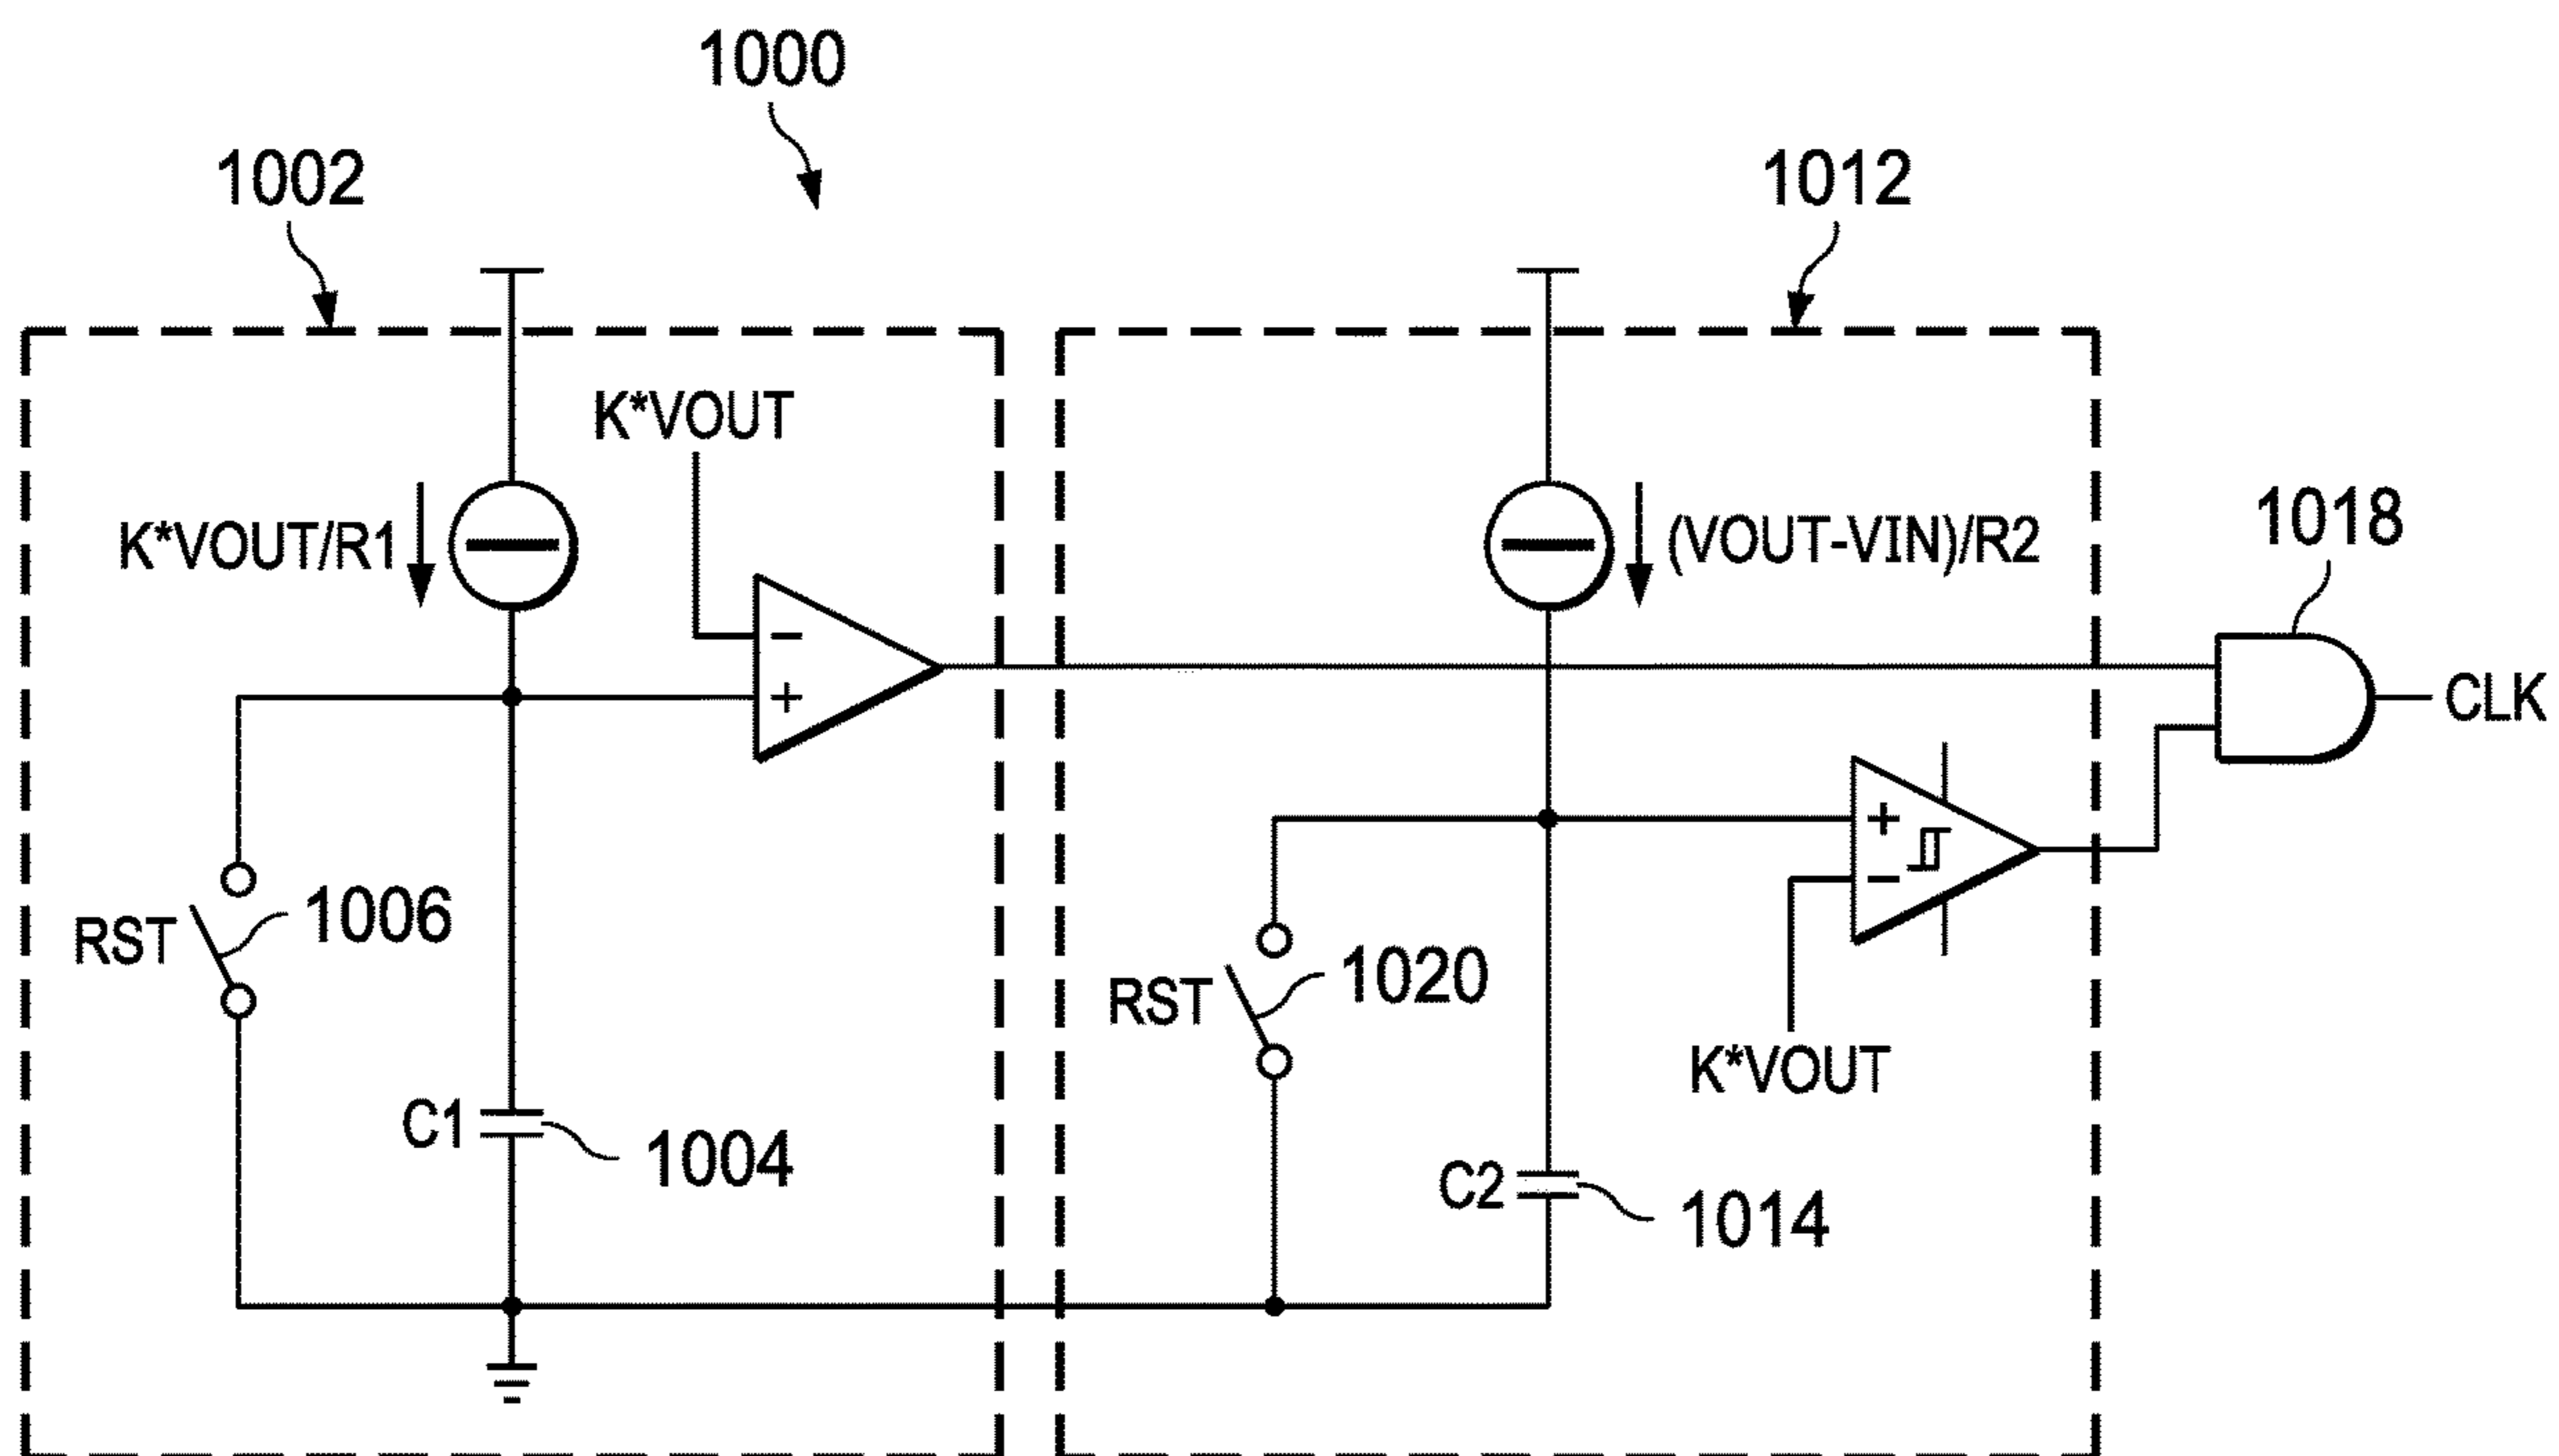 1000
1002
1012
K*VOUT
K*VOUT/R1
(VOUT-VIN)/R2
1018
-
+
CLK
+
-
RST
1006
RST
1020
K*VOUT
C1
1004
C2
1014